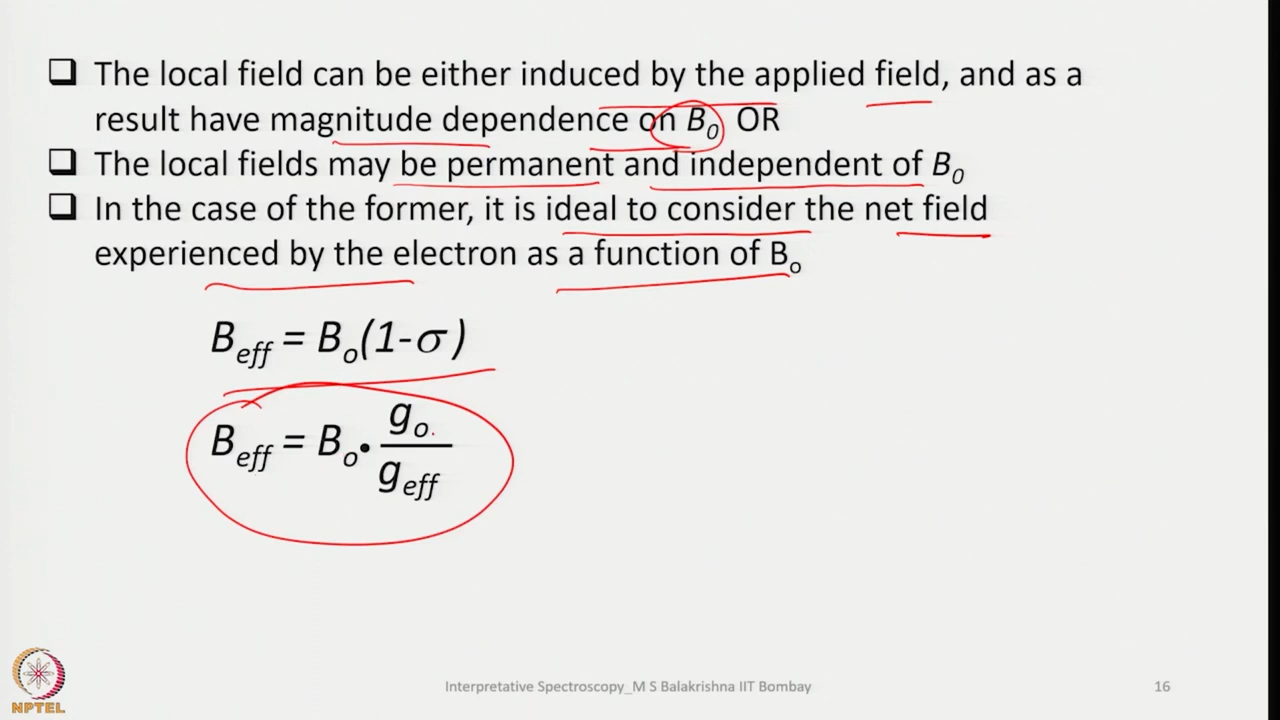 ❑ The local field can be either induced by the applied field, and as a
result have magnitude dependence on B₀ OR
❑ The local fields may be permanent and independent of B₀
❑ In the case of the former, it is ideal to consider the net field
experienced by the electron as a function of Bₒ
B_eff = Bₒ(1-σ)
B_eff = Bₒ• gₒ / g_eff
Interpretative Spectroscopy_M S Balakrishna IIT Bombay
16
NPTEL